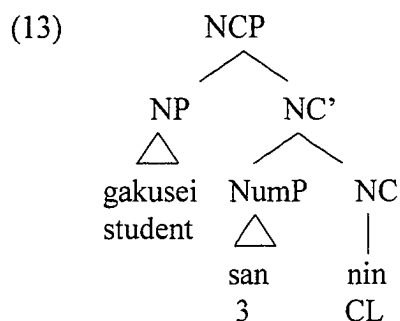 (13) NCP
NP NC’
gakusei NumP NC
student
san nin
3 CL